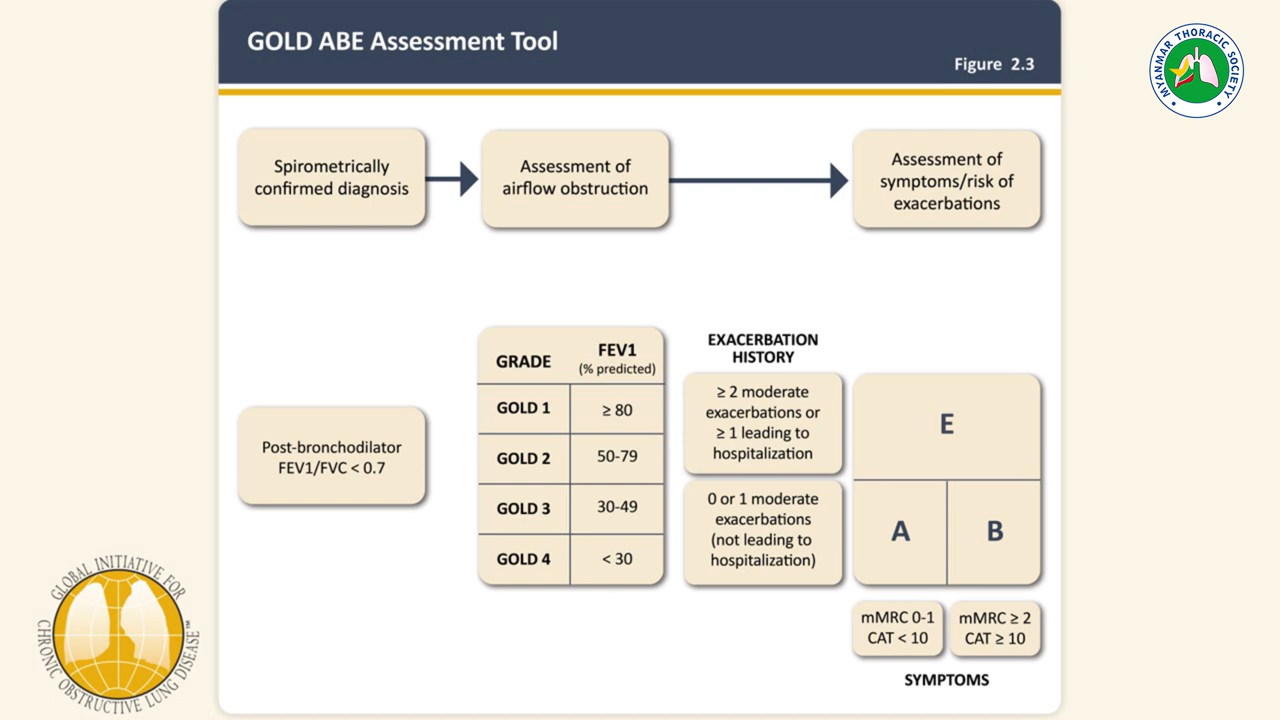 GOLD ABE Assessment Tool
Figure 2.3
MYANMAR THORACIC SOCIETY
Spirometrically
confirmed diagnosis
Assessment of
airflow obstruction
Assessment of
symptoms/risk of
exacerbations
Post-bronchodilator
FEV1/FVC < 0.7
GRADE FEV1
(% predicted)
GOLD 1 ≥ 80
GOLD 2 50-79
GOLD 3 30-49
GOLD 4 < 30
EXACERBATION
HISTORY
≥ 2 moderate
exacerbations or
≥ 1 leading to
hospitalization
0 or 1 moderate
exacerbations
(not leading to
hospitalization)
E
A B
mMRC 0-1
CAT < 10
mMRC ≥ 2
CAT ≥ 10
SYMPTOMS
GLOBAL INITIATIVE FOR
CHRONIC OBSTRUCTIVE LUNG DISEASE™